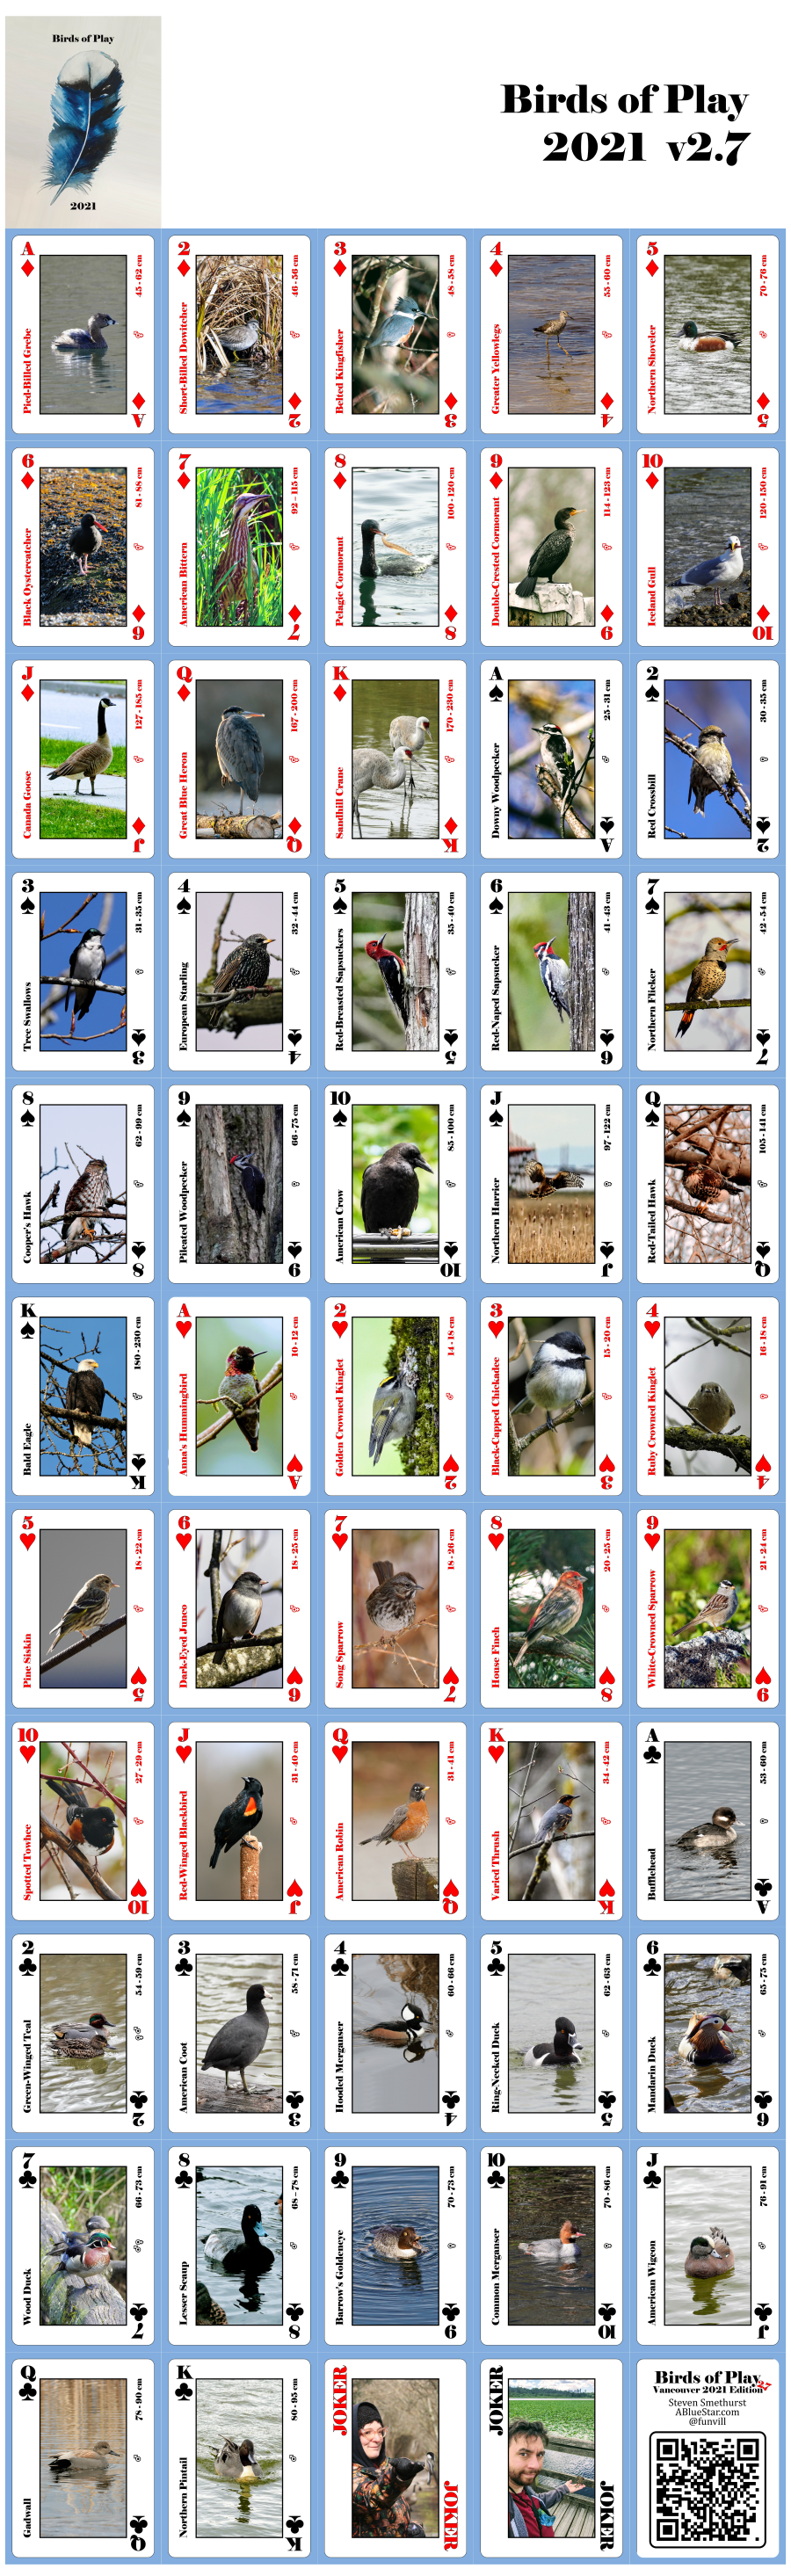 Birds of Play
2021
Birds of Play
2021 v2.7
A
Pied-Billed Grebe
45 - 62 cm
A
2
Short-Billed Dowitcher
46 - 56 cm
2
3
Belted Kingfisher
48 - 58 cm
3
4
Greater Yellowlegs
55 - 60 cm
4
5
Northern Shoveler
70 - 76 cm
5
6
Black Oystercatcher
81 - 88 cm
6
7
American Bittern
92 - 115 cm
7
8
Pelagic Cormorant
100 - 120 cm
8
9
Double-Crested Cormorant
114 - 123 cm
9
10
Iceland Gull
120 - 150 cm
10
J
Canada Goose
127 - 185 cm
J
Q
Great Blue Heron
167 - 200 cm
Q
K
Sandhill Crane
170 - 230 cm
K
A
Downy Woodpecker
25 - 31 cm
A
2
Red Crossbill
30 - 35 cm
2
3
Tree Swallows
31 - 35 cm
3
4
European Starling
32 - 44 cm
4
5
Red-Breasted Sapsuckers
35 - 40 cm
5
6
Red-Naped Sapsucker
41 - 43 cm
6
7
Northern Flicker
42 - 54 cm
7
8
Cooper's Hawk
62 - 99 cm
8
9
Pileated Woodpecker
66 - 75 cm
9
10
American Crow
85 - 100 cm
10
J
Northern Harrier
97 - 122 cm
J
Q
Red-Tailed Hawk
105 - 141 cm
Q
K
Bald Eagle
180 - 230 cm
K
A
Anna's Hummingbird
10 - 12 cm
A
2
Golden Crowned Kinglet
14 - 18 cm
2
3
Black-Capped Chickadee
15 - 20 cm
3
4
Ruby Crowned Kinglet
16 - 18 cm
4
5
Pine Siskin
18 - 22 cm
5
6
Dark-Eyed Junco
18 - 25 cm
6
7
Song Sparrow
18 - 26 cm
7
8
House Finch
20 - 25 cm
8
9
White-Crowned Sparrow
21 - 24 cm
9
10
Spotted Towhee
27 - 29 cm
10
J
Red-Winged Blackbird
31 - 40 cm
J
Q
American Robin
31 - 41 cm
Q
K
Varied Thrush
34 - 42 cm
K
A
Bufflehead
53 - 60 cm
A
2
Green-Winged Teal
54 - 59 cm
2
3
American Coot
58 - 71 cm
3
4
Hooded Merganser
60 - 66 cm
4
5
Ring-Necked Duck
62 - 63 cm
5
6
Mandarin Duck
65 - 75 cm
6
7
Wood Duck
66 - 73 cm
7
8
Lesser Scaup
68 - 78 cm
8
9
Barrow's Goldeneye
70 - 73 cm
9
10
Common Merganser
70 - 86 cm
10
J
American Wigeon
76 - 91 cm
J
Q
Gadwall
78 - 90 cm
Q
K
Northern Pintail
80 - 95 cm
K
JOKER
JOKER
JOKER
JOKER
Birds of Play
Vancouver 2021 Edition 2.7
Steven Smethurst
ABlueStar.com
@funvill